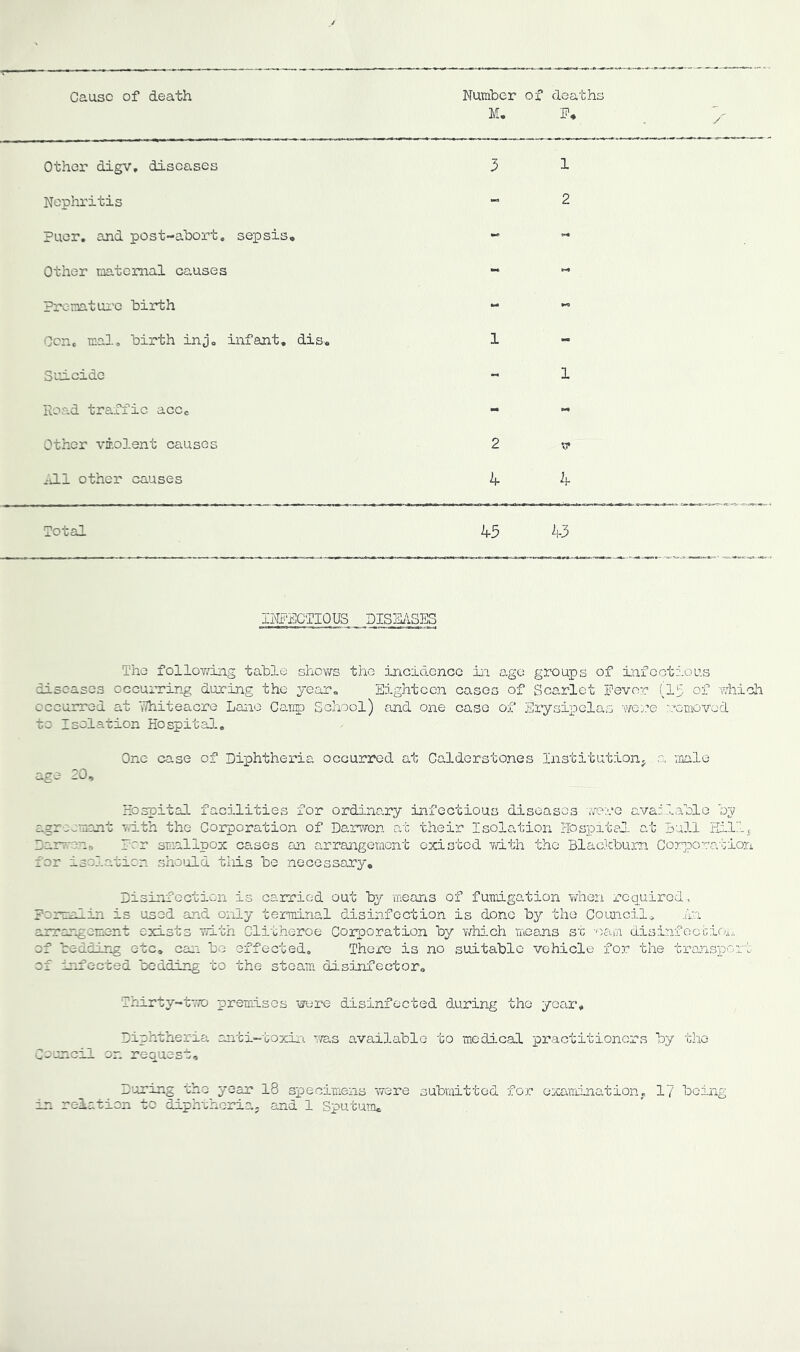 Cause of death Number of deaths
M. F.
Other digv. diseases 3 1
Nephritis - 2
Puer. and post-abort. sepsis. - -
Other maternal causes - -
Premature birth - -
Con. mal. birth inj. infant. dis. 1 -
Suicide - 1
Road traffic acc. - -
Other violent causes 2 -
All other causes 4 4
Total 45 43
INFECTIOUS DISEASES
The following table shows the incidence in age groups of infectious
diseases occurring during the year. Eighteen cases of Scarlet Fever (15 of which
occurred at Whiteacre Lane Camp School) and one case of Erysipelas were removed
to Isolation Hospital.
One case of Diphtheria occurred at Calderstones Institution, a male
age 20.
Hospital facilities for ordinary infectious diseases were available by
agreement with the Corporation of Darwen at their Isolation Hospital at Bull Hill,
Darwen. For smallpox cases an arrangement existed with the Blackburn Corporation
for isolation should this be necessary.
Disinfection is carried out by means of fumigation when required.
Formalin is used and only terminal disinfection is done by the Council. An
arrangement exists with Clitheroe Corporation by which means steam disinfection
of bedding etc. can be effected. There is no suitable vehicle for the transport
of infected bedding to the steam disinfector.
Thirty-two premises were disinfected during the year.
Diphtheria anti-toxin was available to medical practitioners by the
Council on request.
During the year 18 specimens were submitted for examination, 17 being
in relation to diphtheria, and 1 Sputum.